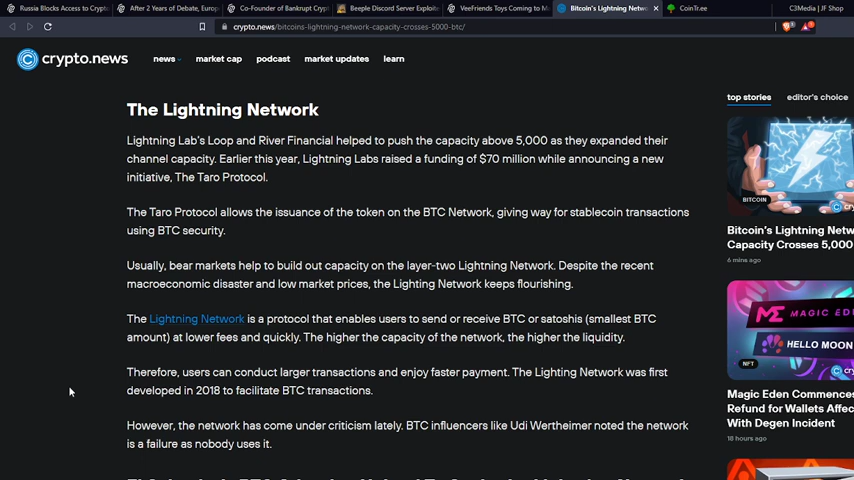 Russia Blocks Access to Crypto
After 2 Years of Debate, Europ
Co-Founder of Bankrupt Crypt
Beeple Discord Server Exploite
VeeFriends Toys Coming to M
Bitcoin's Lightning Netwo
CoinTree
C3Media | JF Shop
crypto.news/bitcoins-lightning-network-capacity-crosses-5000-btc/
crypto.news
news
market cap
podcast
market updates
learn
The Lightning Network
Lightning Lab's Loop and River Financial helped to push the capacity above 5,000 as they expanded their
channel capacity. Earlier this year, Lightning Labs raised a funding of $70 million while announcing a new
initiative, The Taro Protocol.
The Taro Protocol allows the issuance of the token on the BTC Network, giving way for stablecoin transactions
using BTC security.
Usually, bear markets help to build out capacity on the layer-two Lightning Network. Despite the recent
macroeconomic disaster and low market prices, the Lighting Network keeps flourishing.
The Lightning Network is a protocol that enables users to send or receive BTC or satoshis (smallest BTC
amount) at lower fees and quickly. The higher the capacity of the network, the higher the liquidity.
Therefore, users can conduct larger transactions and enjoy faster payment. The Lighting Network was first
developed in 2018 to facilitate BTC transactions.
However, the network has come under criticism lately. BTC influencers like Udi Wertheimer noted the network
is a failure as nobody uses it.
top stories
editor's choice
BITCOIN
Bitcoin's Lightning Netw
Capacity Crosses 5,000
6 mins ago
MAGIC ED
HELLO MOON
NFT
Magic Eden Commences
Refund for Wallets Affec
With Degen Incident
18 hours ago